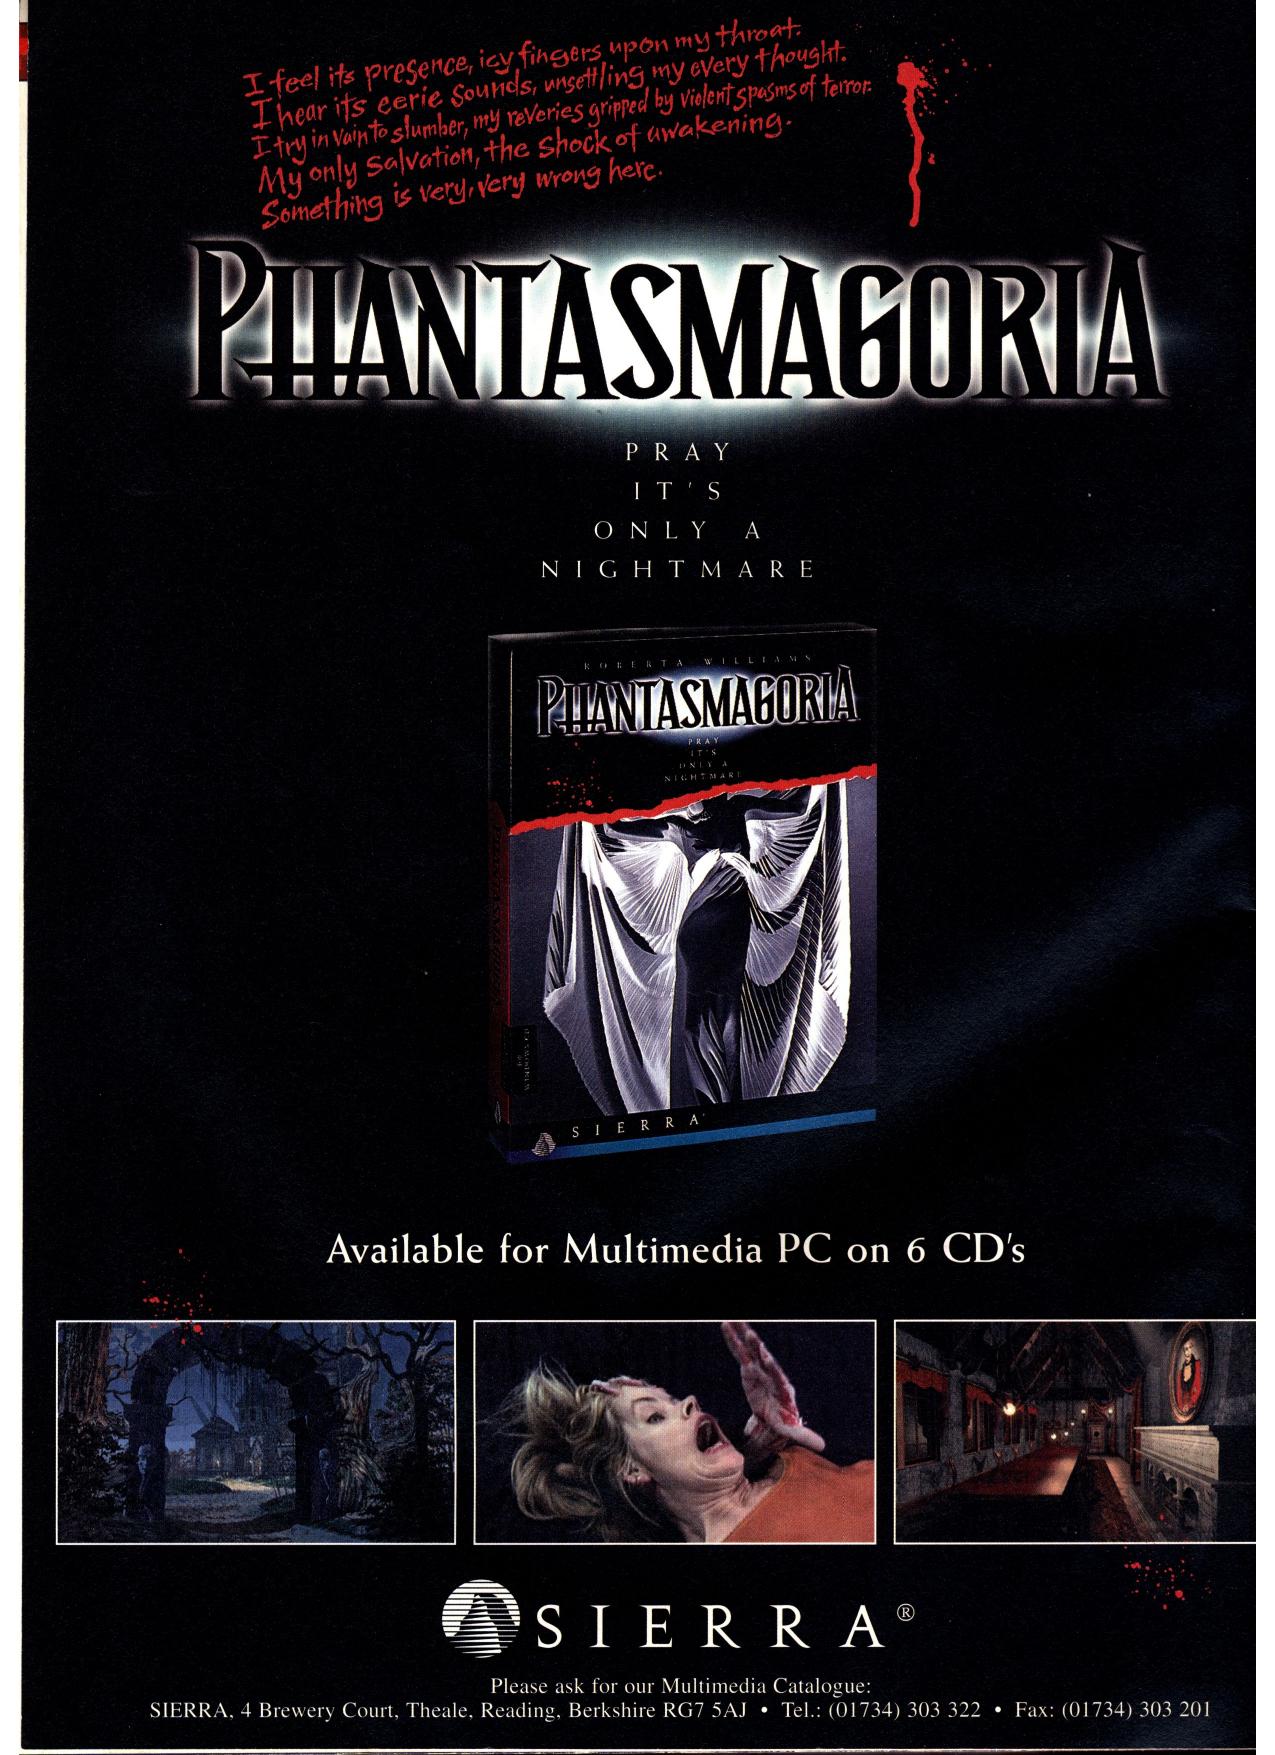 I feel its presence, icy fingers upon my throat.
I hear its eerie sounds, unsettling my every thought.
I try in vain to slumber, my reveries gripped by violent spasms of terror.
My only salvation, the shock of awakening.
Something is very, very wrong here.
PHANTASMAGORIA
PRAY
IT'S
ONLY A
NIGHTMARE
ROBERTA WILLIAMS
PHANTASMAGORIA
PRAY
IT'S
ONLY A
NIGHTMARE
SIERRA
Available for Multimedia PC on 6 CD's
SIERRA®
Please ask for our Multimedia Catalogue:
SIERRA, 4 Brewery Court, Theale, Reading, Berkshire RG7 5AJ • Tel.: (01734) 303 322 • Fax: (01734) 303 201